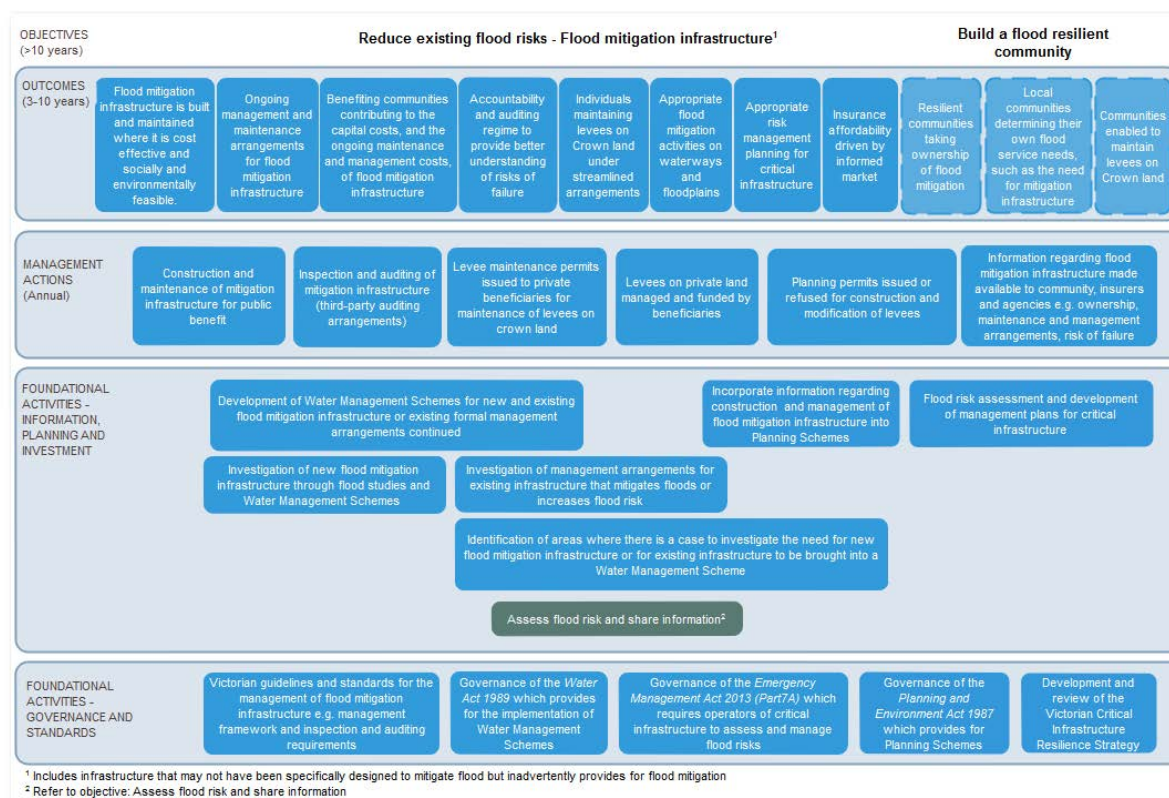 OBJECTIVES
(>10 years)
Reduce existing flood risks - Flood mitigation infrastructure¹
Build a flood resilient
community
OUTCOMES
(3-10 years)
Flood mitigation
infrastructure is built
and maintained
where it is cost
effective and
socially and
environmentally
feasible.
Ongoing
management and
maintenance
arrangements
for flood
mitigation
infrastructure
Benefiting communities
contributing to the
capital costs, and the
ongoing maintenance
and management costs,
of flood mitigation
infrastructure
Accountability
and auditing
regime to
provide better
understanding
of risks of
failure
Individuals
maintaining
levees on
Crown land
under
streamlined
arrangements
Appropriate
flood
mitigation
activities on
waterways
and
floodplains
Appropriate
risk
management
planning for
critical
infrastructure
Insurance
affordability
driven by
informed
market
Resilient
communities
taking
ownership
of flood
mitigation
Local
communities
determining their
own flood
service needs,
such as the need
for mitigation
infrastructure
Communities
enabled to
maintain
levees on
Crown land
MANAGEMENT
ACTIONS
(Annual)
Construction and
maintenance of mitigation
infrastructure for public
benefit
Inspection and auditing of
mitigation infrastructure
(third-party auditing
arrangements)
Levee maintenance permits
issued to private
beneficiaries for
maintenance of levees on
crown land
Levees on private land
managed and funded by
beneficiaries
Planning permits issued or
refused for construction and
modification of levees
Information regarding flood
mitigation infrastructure made
available to community, insurers
and agencies e.g. ownership,
maintenance and management
arrangements, risk of failure
FOUNDATIONAL
ACTIVITIES -
INFORMATION,
PLANNING AND
INVESTMENT
Development of Water Management Schemes for new and existing
flood mitigation infrastructure or existing formal management
arrangements continued
Incorporate information regarding
construction and management of
flood mitigation infrastructure into
Planning Schemes
Flood risk assessment and development
of management plans for critical
infrastructure
Investigation of new flood mitigation
infrastructure through flood studies and
Water Management Schemes
Investigation of management arrangements for
existing infrastructure that mitigates floods or
increases flood risk
Identification of areas where there is a case to investigate the need for new
flood mitigation infrastructure or for existing infrastructure to be brought into a
Water Management Scheme
Assess flood risk and share information²
FOUNDATIONAL
ACTIVITIES -
GOVERNANCE AND
STANDARDS
Victorian guidelines and standards for the
management of flood mitigation
infrastructure e.g. management
framework and inspection and auditing
requirements
Governance of the Water
Act 1989 which provides
for the implementation of
Water Management
Schemes
Governance of the Emergency
Management Act 2013 (Part7A) which
requires operators of critical
infrastructure to assess and manage
flood risks
Governance of the
Planning and
Environment Act 1987
which provides for
Planning Schemes
Development and
review of the
Victorian Critical
Infrastructure
Resilience Strategy
¹ Includes infrastructure that may not have been specifically designed to mitigate flood but inadvertently provides for flood mitigation
² Refer to objective: Assess flood risk and share information